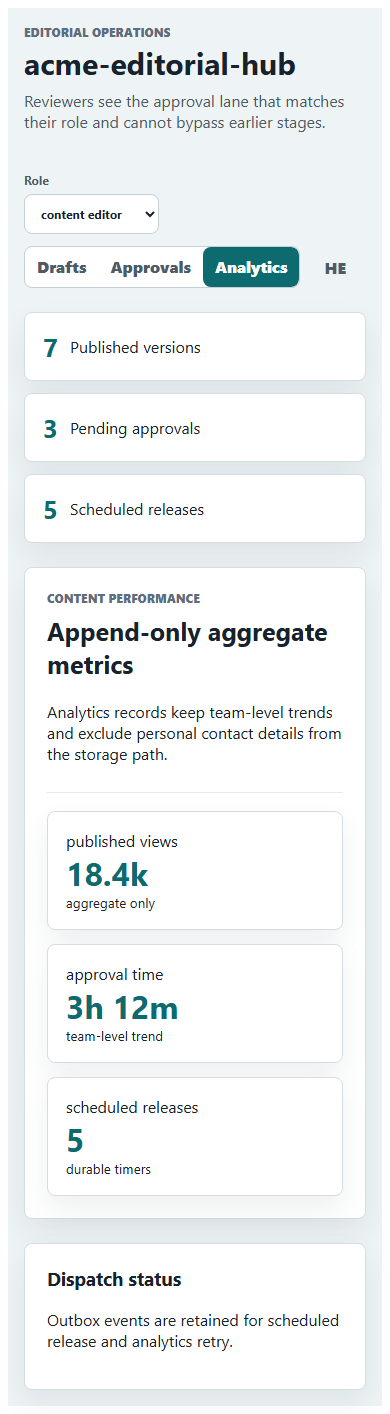 EDITORIAL OPERATIONS
acme-editorial-hub
Reviewers see the approval lane that matches
their role and cannot bypass earlier stages.
Role
content editor
Drafts Approvals Analytics HE
7 Published versions
3 Pending approvals
5 Scheduled releases
CONTENT PERFORMANCE
Append-only aggregate
metrics
Analytics records keep team-level trends
and exclude personal contact details from
the storage path.
published views
18.4k
aggregate only
approval time
3h 12m
team-level trend
scheduled releases
5
durable timers
Dispatch status
Outbox events are retained for scheduled
release and analytics retry.